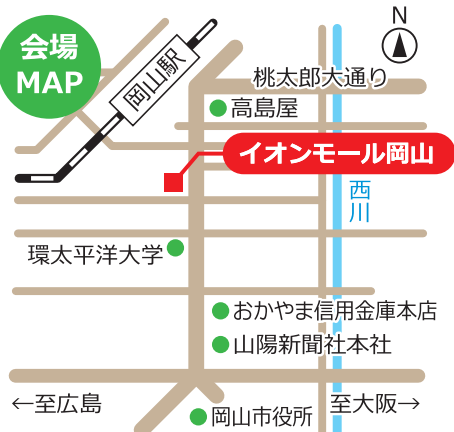 会場
MAP
N
岡山駅
桃太郎大通り
高島屋
イオンモール岡山
西川
環太平洋大学
おかやま信用金庫本店
山陽新聞社本社
←至広島
至大阪→
岡山市役所